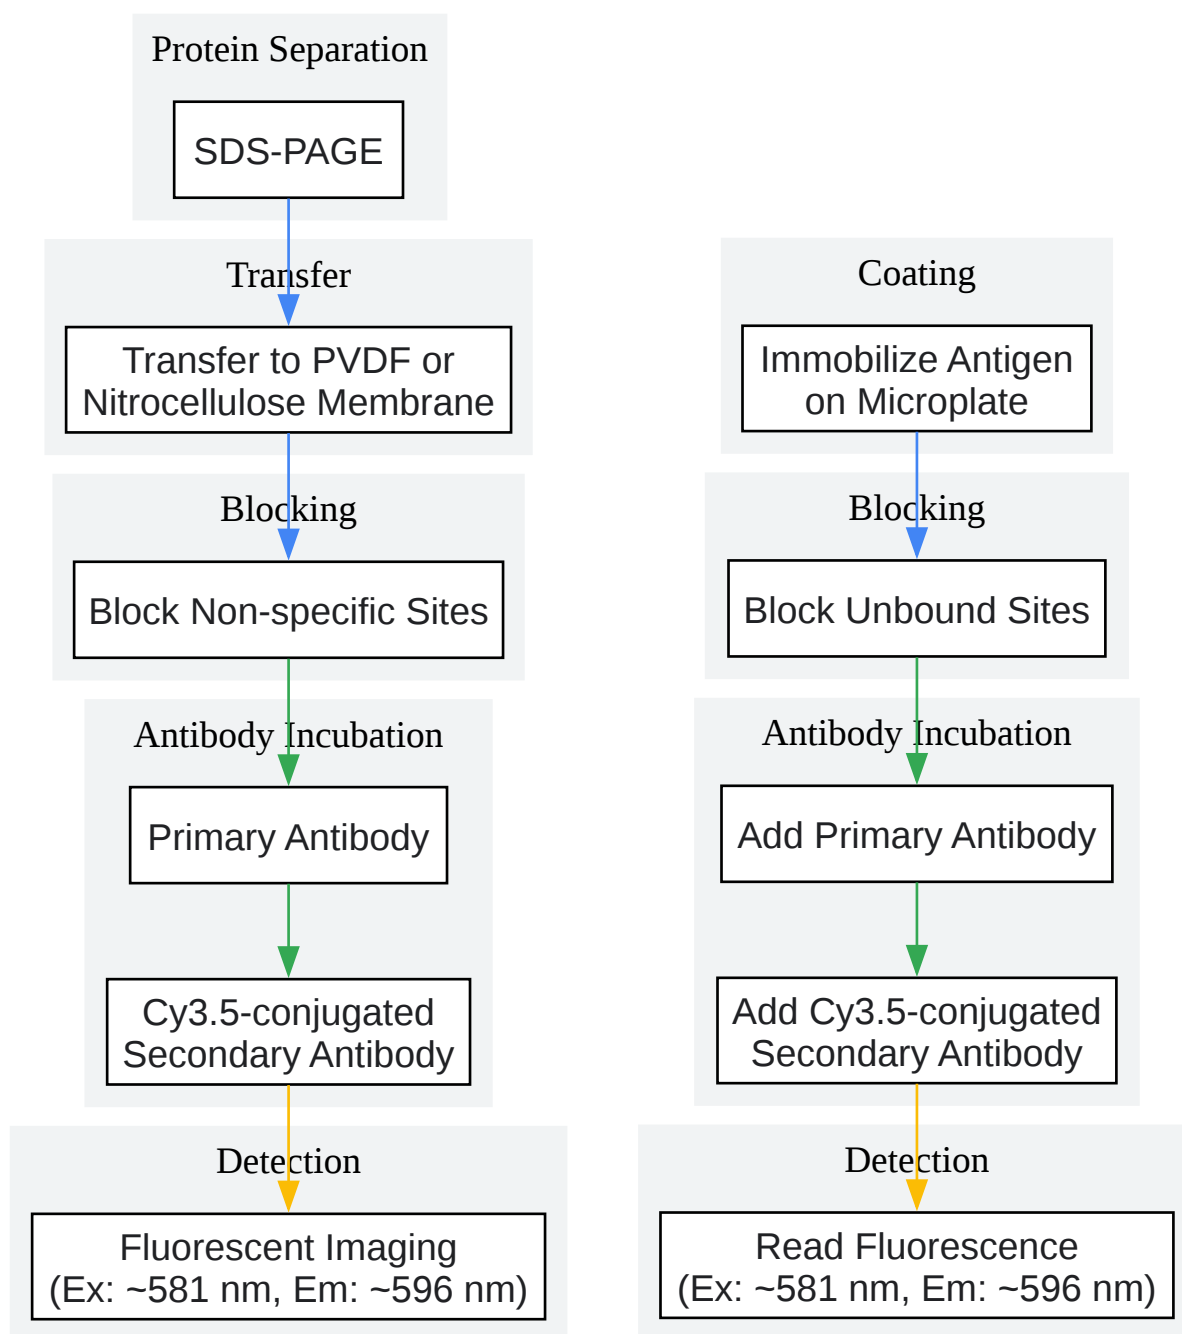 Protein Separation
SDS-PAGE
Transfer
Transfer to PVDF or
Nitrocellulose Membrane
Blocking
Block Non-specific Sites
Antibody Incubation
Primary Antibody
Cy3.5-conjugated
Secondary Antibody
Detection
Fluorescent Imaging
(Ex: ~581 nm, Em: ~596 nm)
Coating
Immobilize Antigen
on Microplate
Blocking
Block Unbound Sites
Antibody Incubation
Add Primary Antibody
Add Cy3.5-conjugated
Secondary Antibody
Detection
Read Fluorescence
(Ex: ~581 nm, Em: ~596 nm)